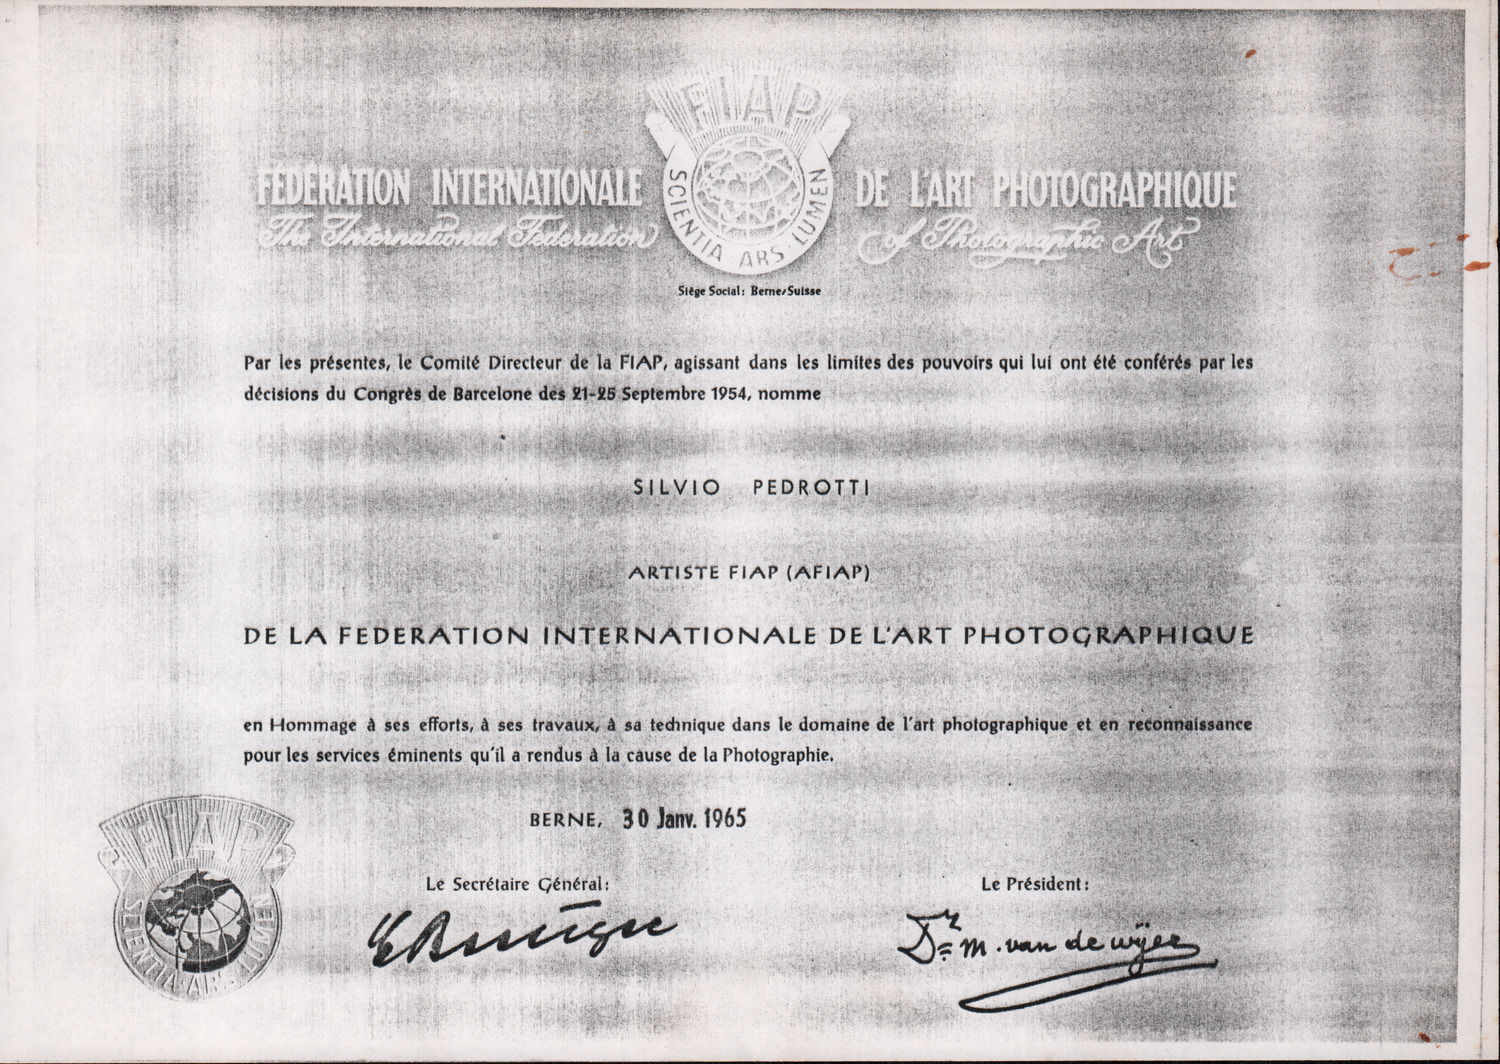 FIAP
SCIENTIA ARS LUMEN
FÉDÉRATION INTERNATIONALE DE L'ART PHOTOGRAPHIQUE
The International Federation of Photographic Art
Siège Social: Berne/Suisse
Par les présentes, le Comité Directeur de la FIAP, agissant dans les limites des pouvoirs qui lui ont été conférés par les
décisions du Congrès de Barcelone des 21-25 Septembre 1954, nomme
SILVIO PEDROTTI
ARTISTE FIAP (AFIAP)
DE LA FEDERATION INTERNATIONALE DE L'ART PHOTOGRAPHIQUE
en Hommage à ses efforts, à ses travaux, à sa technique dans le domaine de l'art photographique et en reconnaissance
pour les services éminents qu'il a rendus à la cause de la Photographie.
BERNE, 30 Janv. 1965
Le Secrétaire Général: Le Président:
Dr M. van de Wijer
FIAP
SCIENTIA ARS LUMEN